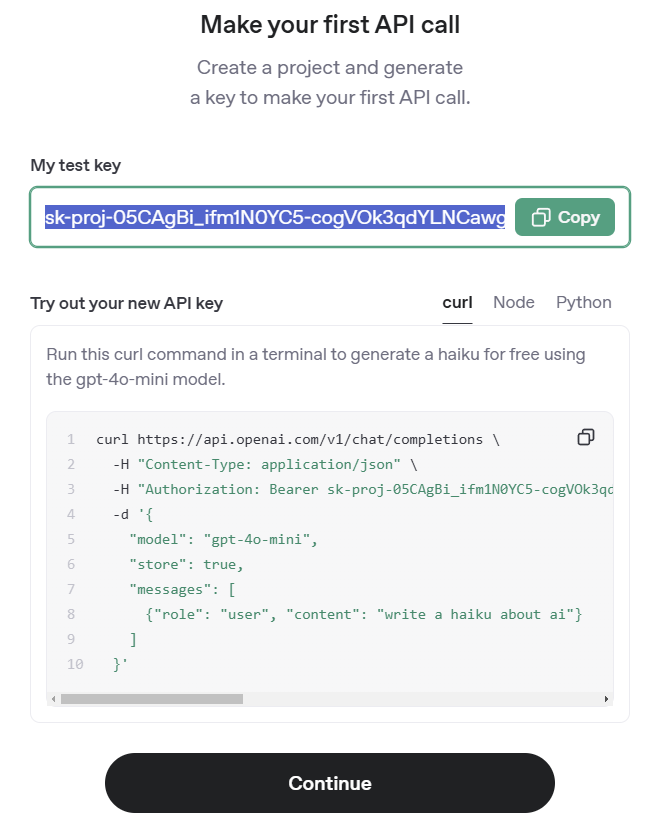 Make your first API call
Create a project and generate
a key to make your first API call.
My test key
sk-proj-05CAgBi_ifm1N0YC5-cogVOk3qdYLNCawg
Copy
Try out your new API key
curl Node Python
Run this curl command in a terminal to generate a haiku for free using
the gpt-4o-mini model.
1 curl https://api.openai.com/v1/chat/completions \
2 -H "Content-Type: application/json" \
3 -H "Authorization: Bearer sk-proj-05CAgBi_ifm1N0YC5-cogVOk3qd
4 -d '{
5 "model": "gpt-4o-mini",
6 "store": true,
7 "messages": [
8 {"role": "user", "content": "write a haiku about ai"}
9 ]
10 }'
Continue